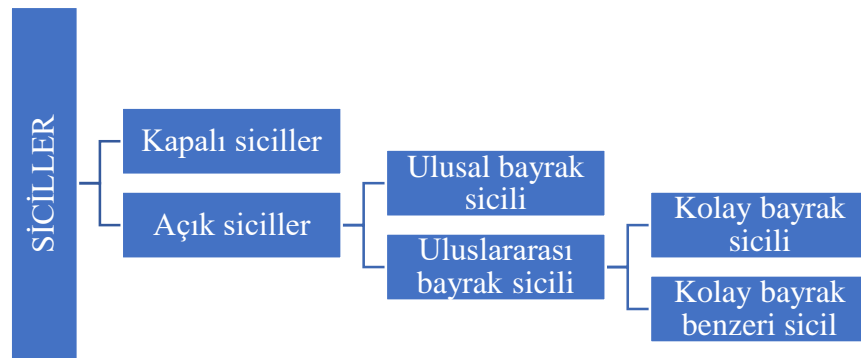 SİCİLLER
Kapalı siciller
Açık siciller
Ulusal bayrak
sicili
Uluslararası
bayrak sicili
Kolay bayrak
sicili
Kolay bayrak
benzeri sicil